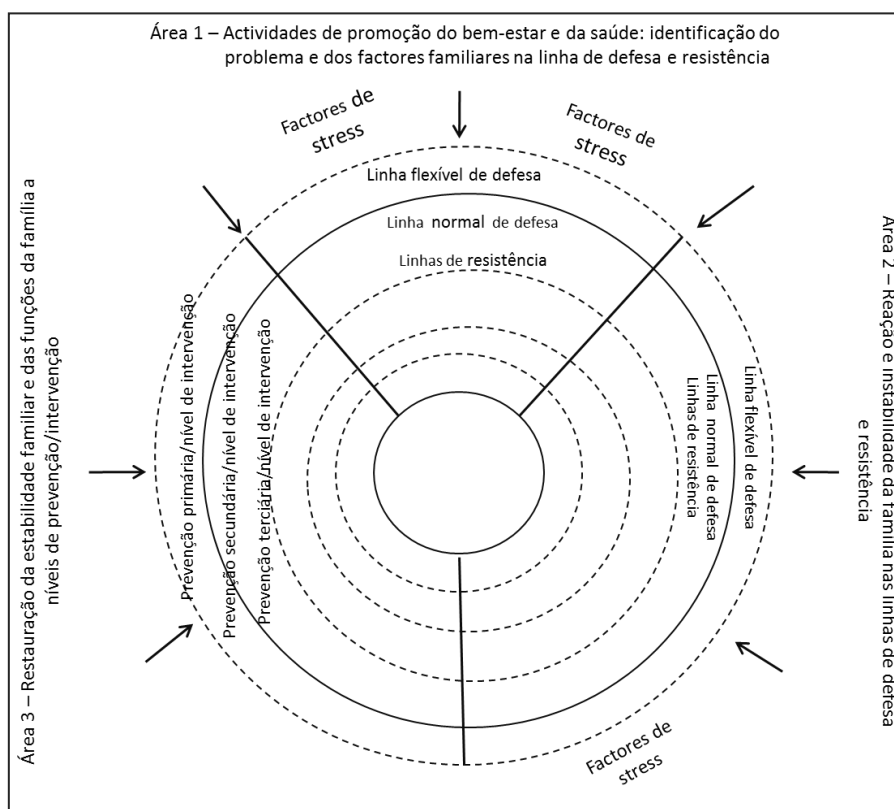 Área 1 – Actividades de promoção do bem-estar e da saúde: identificação do
problema e dos factores familiares na linha de defesa e resistência
Factores de
stress
Factores de
stress
Linha flexível de defesa
Linha normal de defesa
Linhas de resistência
Área 3 – Restauração da estabilidade familiar e das funções da família a
níveis de prevenção/intervenção
Prevenção primária/nível de intervenção
Prevenção secundária/nível de intervenção
Prevenção terciária/nível de intervenção
Linha flexível de defesa
Linha normal de defesa
Linhas de resistência
Área 2 – Reação e instabilidade da família nas linhas de defesa
e resistência
Factores de
stress